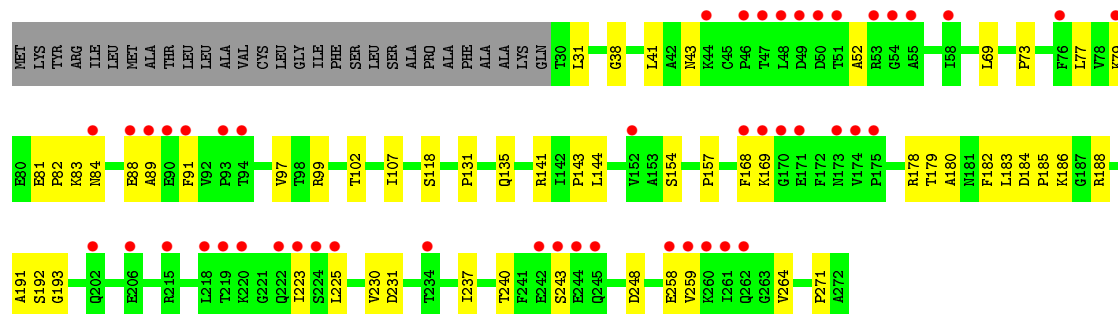 MET LYS TYR ARG ILE LEU MET ALA THR LEU LEU ALA VAL CYS LEU GLY ILE PHE SER LEU SER ALA PRO ALA PHE ALA ALA LYS GLN T30 L31 G38 L41 A42 N43 K44 C45 P46 T47 L48 D49 D50 T51 A52 R53 G54 A55 I58 L69 P73 F76 L77 V78 K79
E80 E81 P82 K83 N84 E88 A89 E90 F91 V92 P93 T94 V97 T98 R99 T102 I107 S118 P131 Q135 R141 I142 P143 L144 V152 A153 S154 P157 F168 K169 G170 E171 F172 N173 V174 P175 R178 T179 A180 N181 F182 L183 D184 P185 K186 G187 R188
A191 S192 G193 Q202 E206 R215 L218 T219 K220 G221 Q222 I223 S224 L225 V230 D231 T234 I237 T240 F241 E242 S243 E244 Q245 D248 E258 V259 K260 I261 Q262 G263 V264 P271 A272